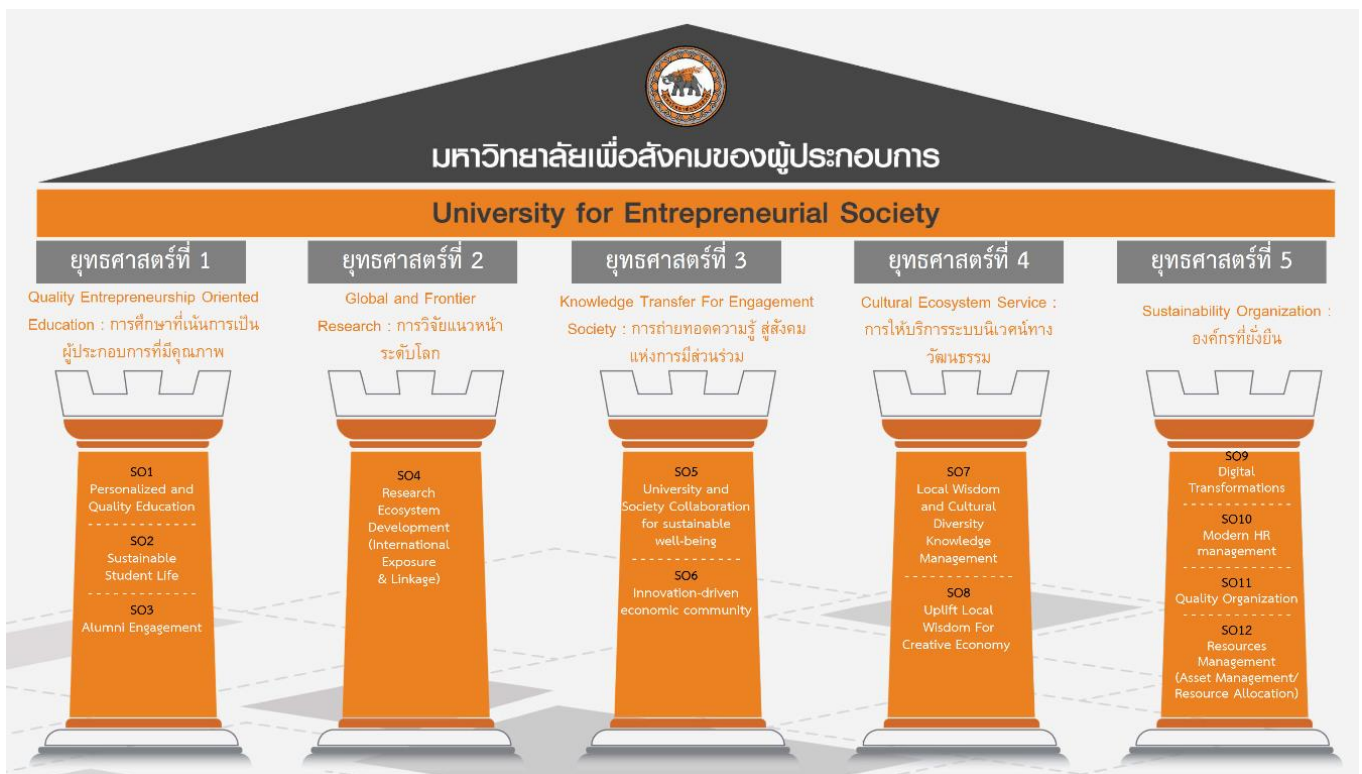 มหาวิทยาลัยเพื่อสังคมของผู้ประกอบการ
University for Entrepreneurial Society
ยุทธศาสตร์ที่ 1
Quality Entrepreneurship Oriented
Education : การศึกษาที่เน้นการเป็น
ผู้ประกอบการที่มีคุณภาพ
SO1
Personalized and
Quality Education
SO2
Sustainable
Student Life
SO3
Alumni Engagement
ยุทธศาสตร์ที่ 2
Global and Frontier
Research : การวิจัยแนวหน้า
ระดับโลก
SO4
Research
Ecosystem
Development
(International
Exposure
& Linkage)
ยุทธศาสตร์ที่ 3
Knowledge Transfer For Engagement
Society : การถ่ายทอดความรู้ สู่สังคม
แห่งการมีส่วนร่วม
SO5
University and
Society Collaboration
for sustainable
well-being
SO6
Innovation-driven
economic community
ยุทธศาสตร์ที่ 4
Cultural Ecosystem Service :
การให้บริการระบบนิเวศน์ทาง
วัฒนธรรม
SO7
Local Wisdom
and Cultural
Diversity
Knowledge
Management
SO8
Uplift Local
Wisdom For
Creative Economy
ยุทธศาสตร์ที่ 5
Sustainability Organization :
องค์กรที่ยั่งยืน
SO9
Digital
Transformations
SO10
Modern HR
management
SO11
Quality Organization
SO12
Resources
Management
(Asset Management/
Resource Allocation)